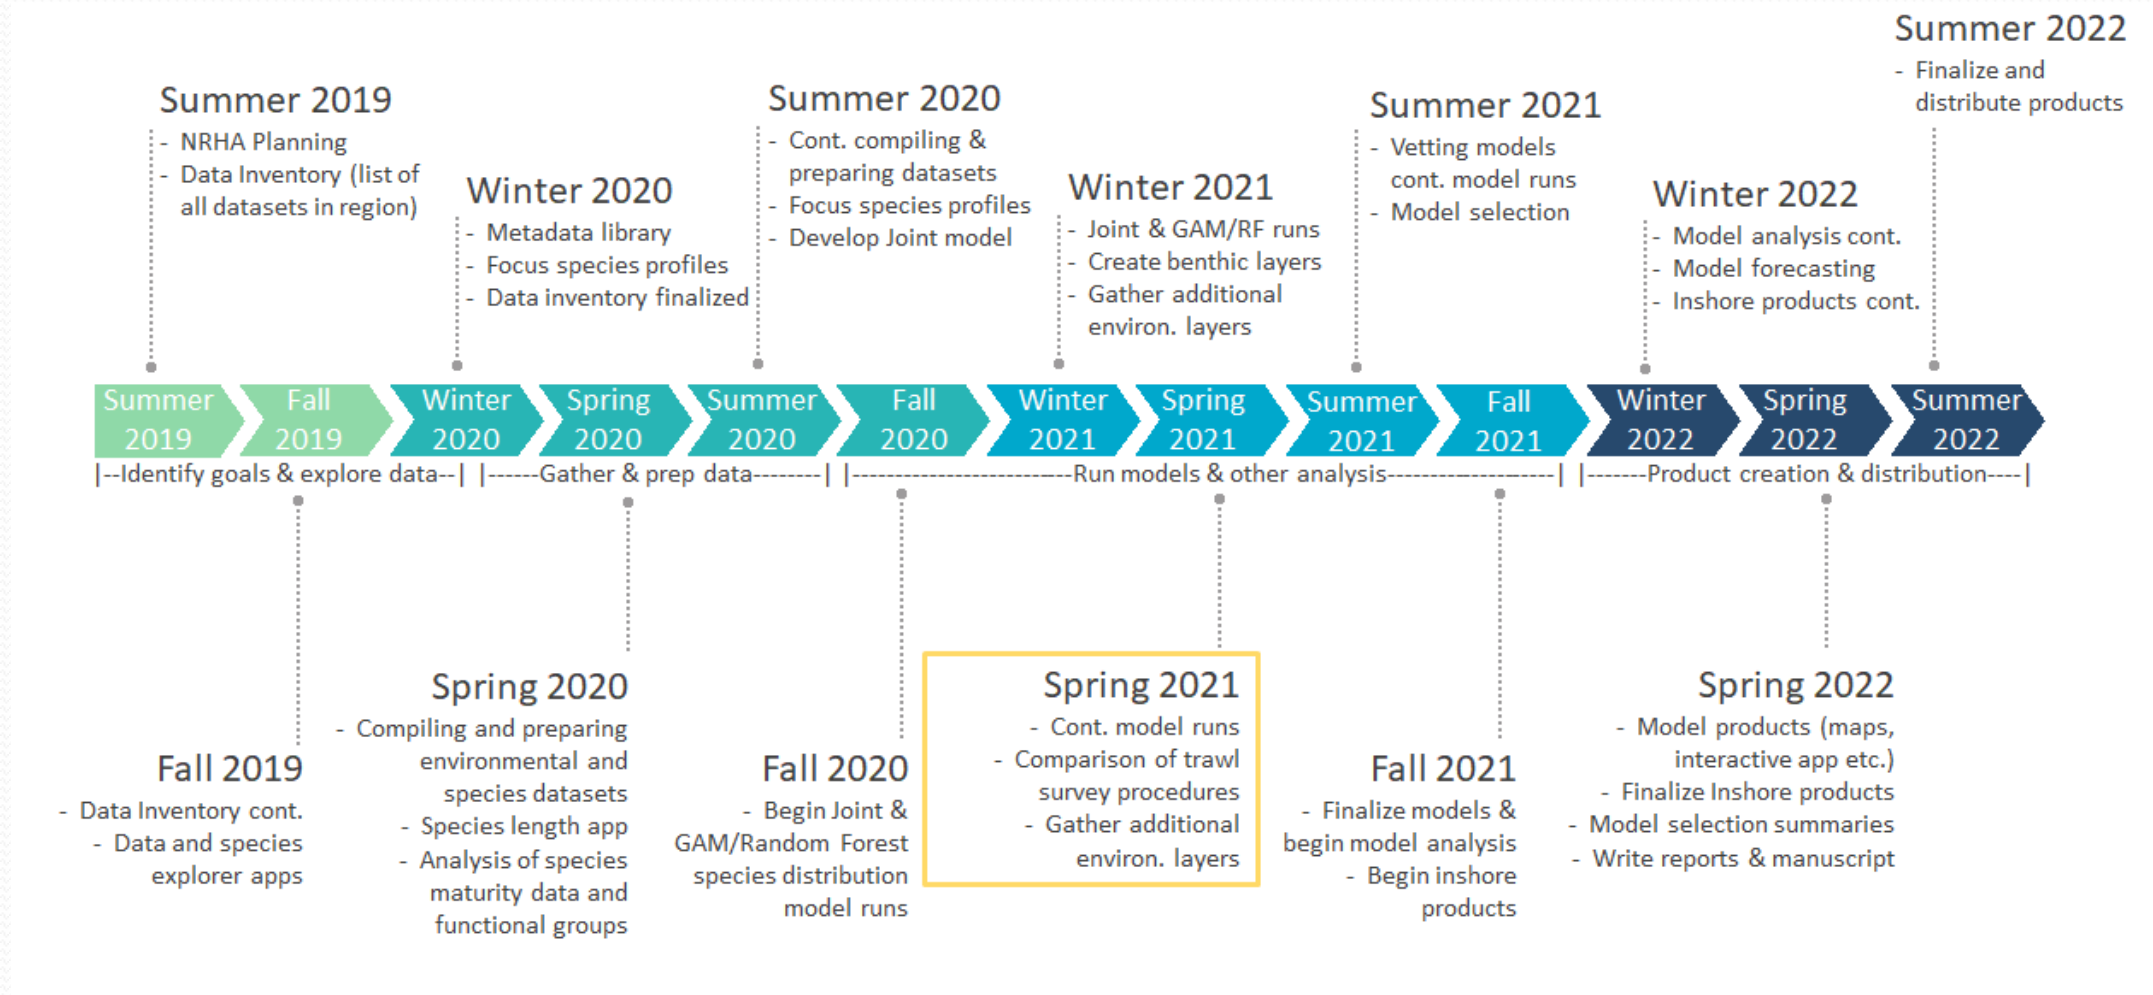 Summer 2019
- NRHA Planning
- Data Inventory (list of
all datasets in region)
Winter 2020
- Metadata library
- Focus species profiles
- Data inventory finalized
Summer 2020
- Cont. compiling &
preparing datasets
- Focus species profiles
- Develop Joint model
Winter 2021
- Joint & GAM/RF runs
- Create benthic layers
- Gather additional
environ. layers
Summer 2021
- Vetting models
cont. model runs
- Model selection
Winter 2022
- Model analysis cont.
- Model forecasting
- Inshore products cont.
Summer 2022
- Finalize and
distribute products
Summer
2019
Fall
2019
Winter
2020
Spring
2020
Summer
2020
Fall
2020
Winter
2021
Spring
2021
Summer
2021
Fall
2021
Winter
2022
Spring
2022
Summer
2022
|--Identify goals & explore data--| |------Gather & prep data--------| |--------------------------Run models & other analysis--------------------| |-------Product creation & distribution----|
Fall 2019
- Data Inventory cont.
- Data and species
explorer apps
Spring 2020
- Compiling and preparing
environmental and
species datasets
- Species length app
- Analysis of species
maturity data and
functional groups
Fall 2020
- Begin Joint &
GAM/Random Forest
species distribution
model runs
Spring 2021
- Cont. model runs
- Comparison of trawl
survey procedures
- Gather additional
environ. layers
Fall 2021
- Finalize models &
begin model analysis
- Begin inshore
products
Spring 2022
- Model products (maps,
interactive app etc.)
- Finalize Inshore products
- Model selection summaries
- Write reports & manuscript